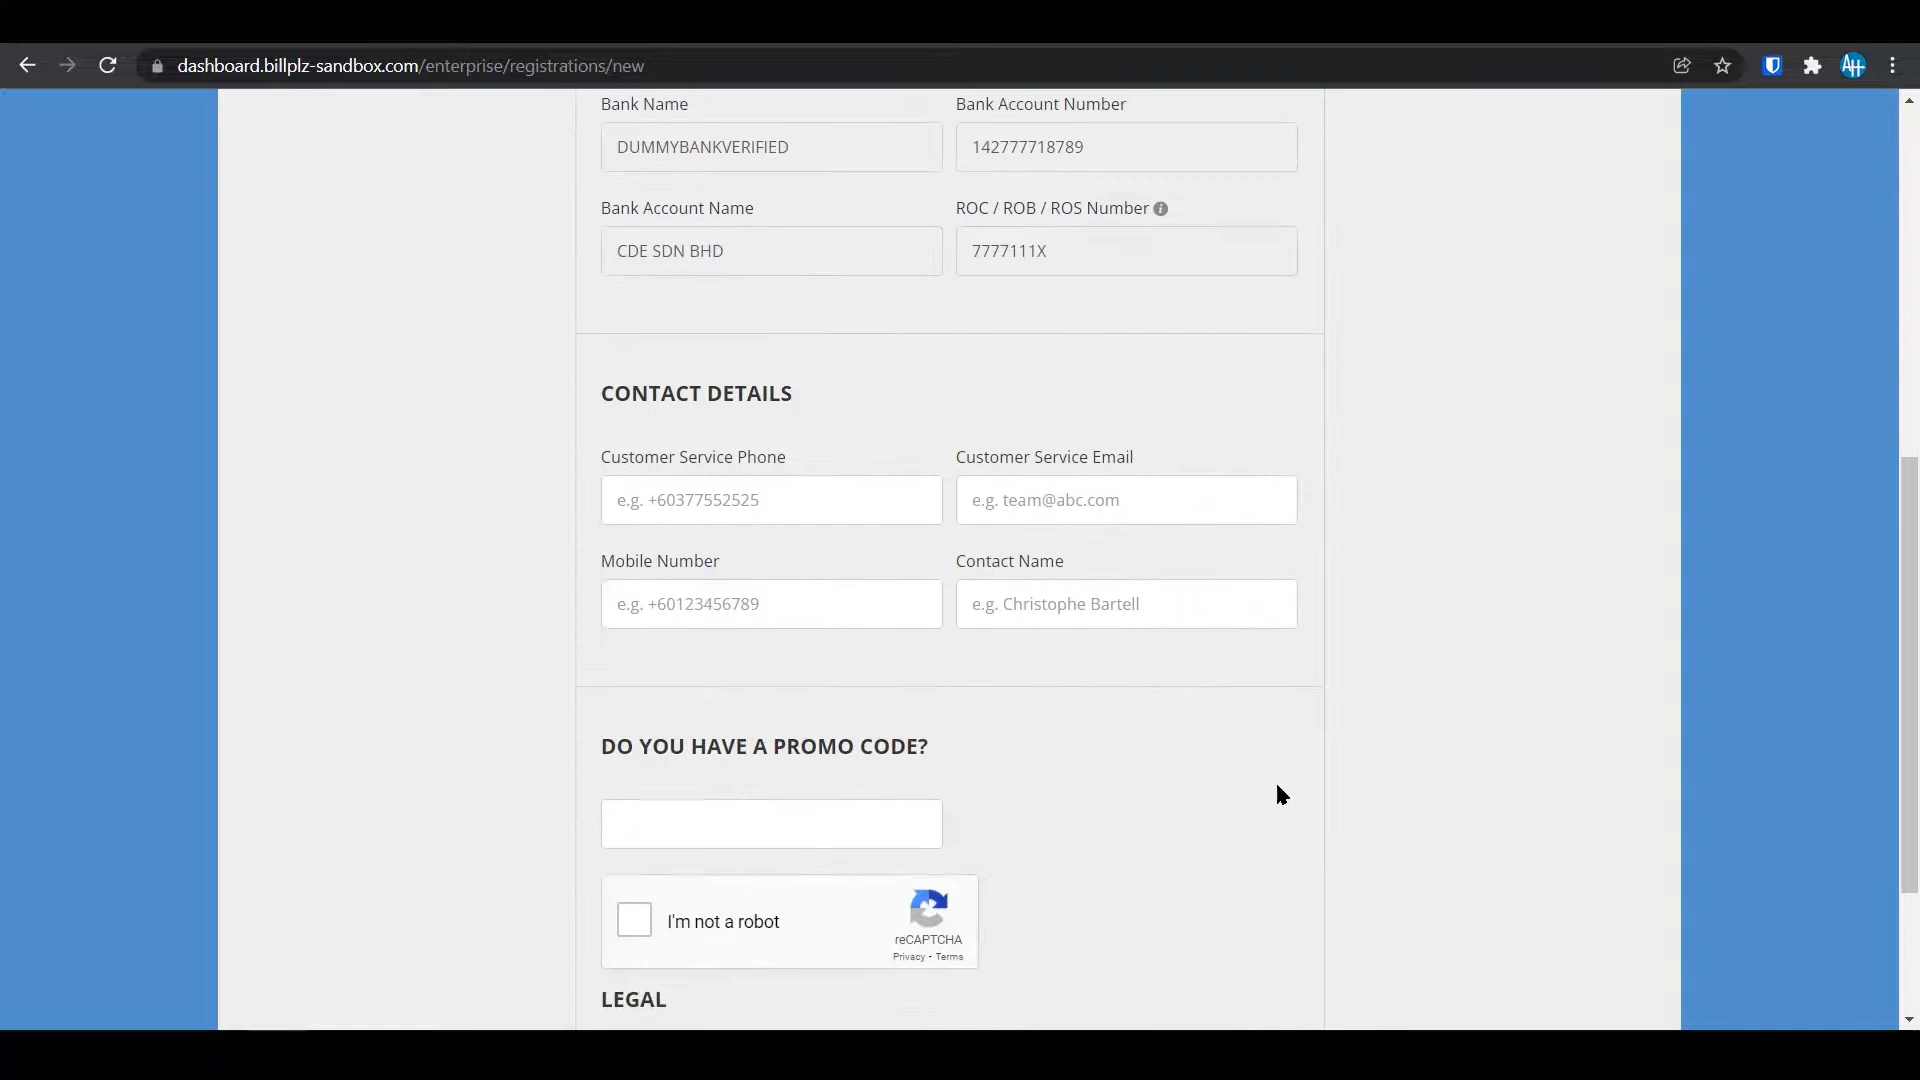 dashboard.billplz-sandbox.com/enterprise/registrations/new
AH
Bank Name
Bank Account Number
DUMMYBANKVERIFIED
142777718789
Bank Account Name
ROC / ROB / ROS Number
CDE SDN BHD
7777111X
CONTACT DETAILS
Customer Service Phone
Customer Service Email
e.g. +60377552525
e.g. team@abc.com
Mobile Number
Contact Name
e.g. +60123456789
e.g. Christophe Bartell
DO YOU HAVE A PROMO CODE?
I'm not a robot
reCAPTCHA
Privacy • Terms
LEGAL